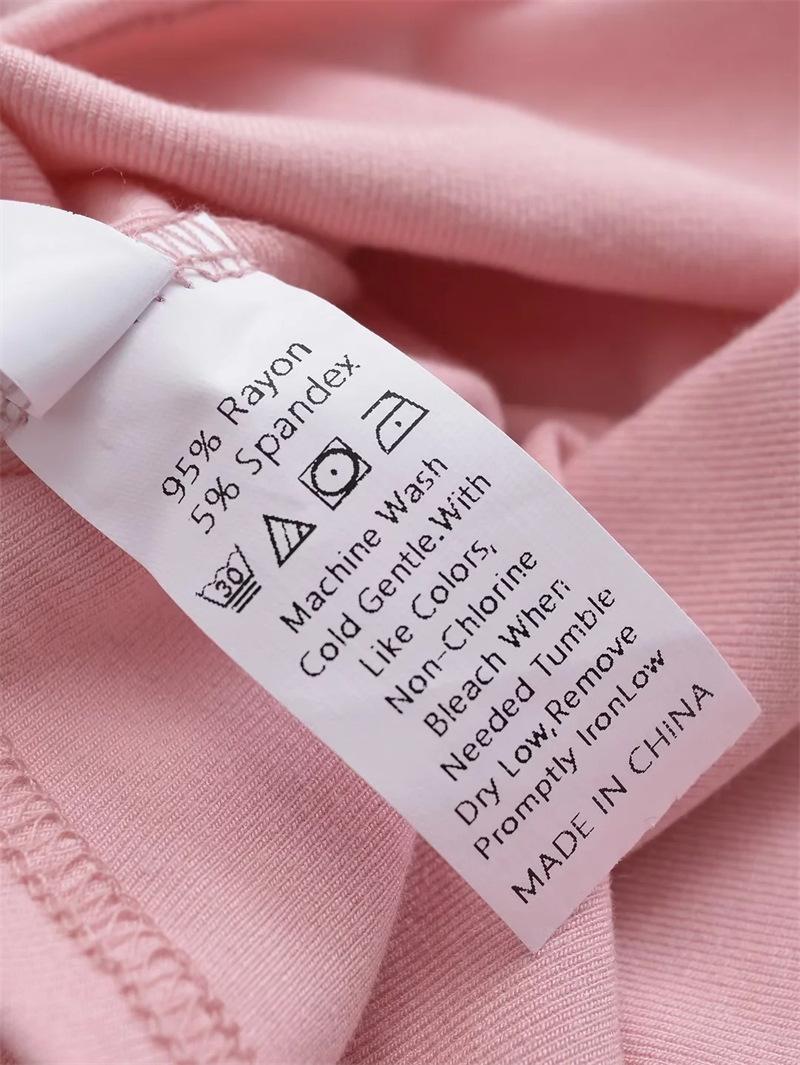 95% Rayon
5% Spandex
30
Machine Wash
Cold Gentle.With
Like Colors,
Non-Chlorine
Bleach When
Needed Tumble
Dry Low,Remove
Promptly IronLow
MADE IN CHINA